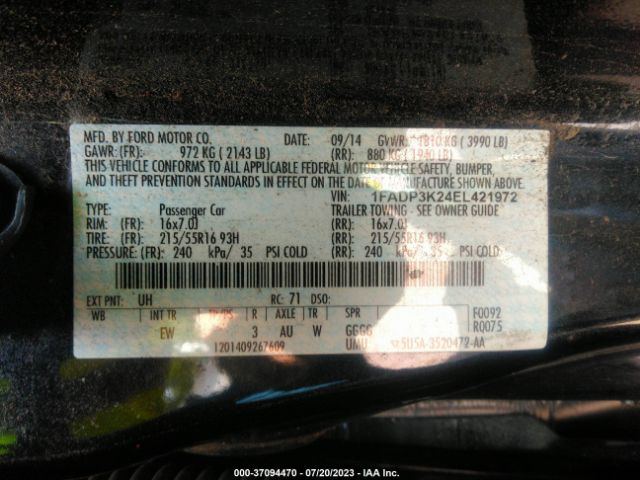 MFD. BY FORD MOTOR CO. DATE: 09/14 GVWR: 1810 KG ( 3990 LB)
GAWR: (FR): 972 KG ( 2143 LB) (RR): 880 KG
THIS VEHICLE CONFORMS TO ALL APPLICABLE FEDERAL MOTOR VEHICLE SAFETY, BUMPER,
AND THEFT PREVENTION STANDARDS IN EFFECT ON THE DATE OF MANUFACTURE SHOWN ABOVE.
VIN: 1FADP3K24EL421972
TYPE: Passenger Car TRAILER TOWING - SEE OWNER GUIDE
RIM: (FR): 16x7.0J (RR): 16x7.0J
TIRE: (FR): 215/55R16 93H (RR): 215/55R16 93H
PRESSURE: (FR): 240 kPa/ 35 PSI COLD (RR): 240 kPa/ 35 PSI COLD
EXT PNT: UH RC: 71 DSO:
WB INT TR R AXLE TR SPR F0092
EW 3 AU W GGGG R0075
1201409267609 UMU 5U5A-3520472-AA
000-37094470 - 07/20/2023 - IAA Inc.